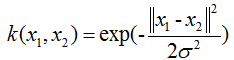 k(x₁, x₂) = exp(-‖x₁ - x₂‖² / 2σ²)